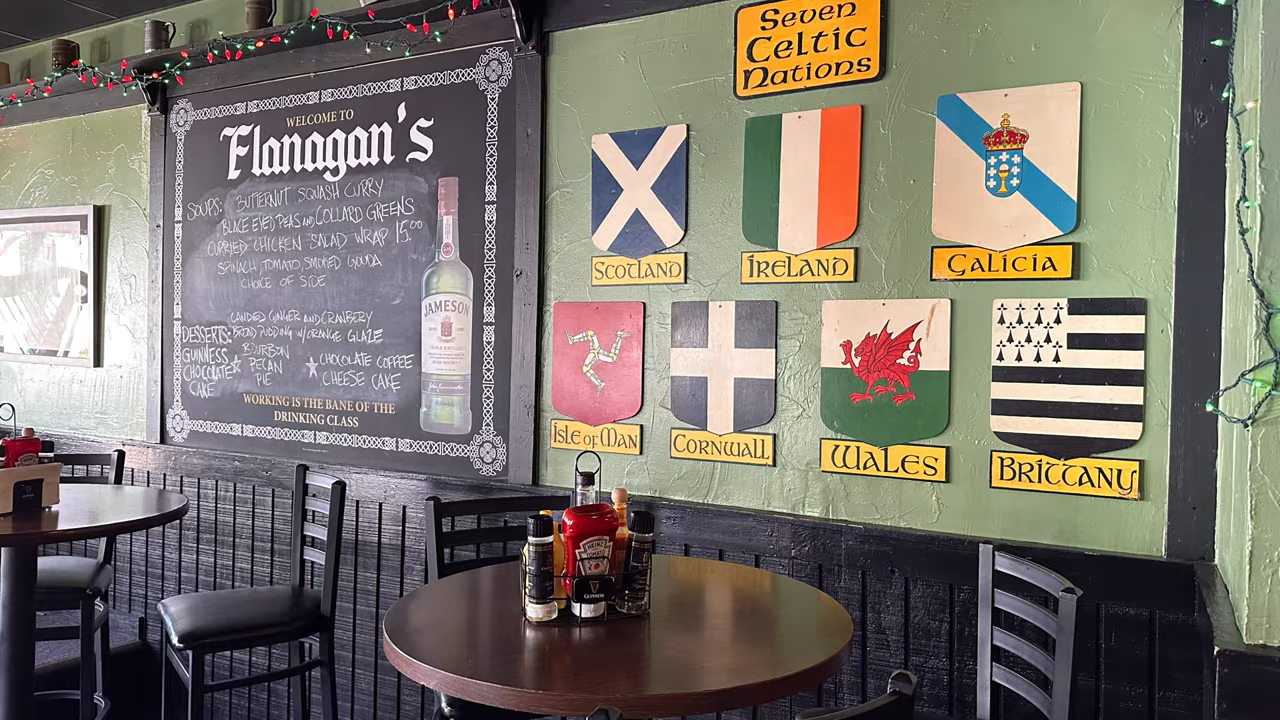 WELCOME TO
Flanagan's
SOUPS: BUTTERNUT SQUASH CURRY
BLACK EYED PEAS AND COLLARD GREENS
CURRIED CHICKEN SALAD WRAP 15.00
SPINACH, TOMATO, SMOKED GOUDA
CHOICE OF SIDE
CANDIED GINGER AND CRANBERRY
DESSERTS: BREAD PUDDING W/ ORANGE GLAZE
GUINNESS
CHOCOLATE
CAKE
BOURBON
PECAN
PIE
CHOCOLATE COFFEE
CHEESE CAKE
WORKING IS THE BANE OF THE
DRINKING CLASS
JAMESON
TRIPLE DISTILLED
Seven
Celtic
Nations
Scotland
Ireland
Galicia
Isle of Man
Cornwall
Wales
Brittany
HEINZ
TOMATO
GUINNESS